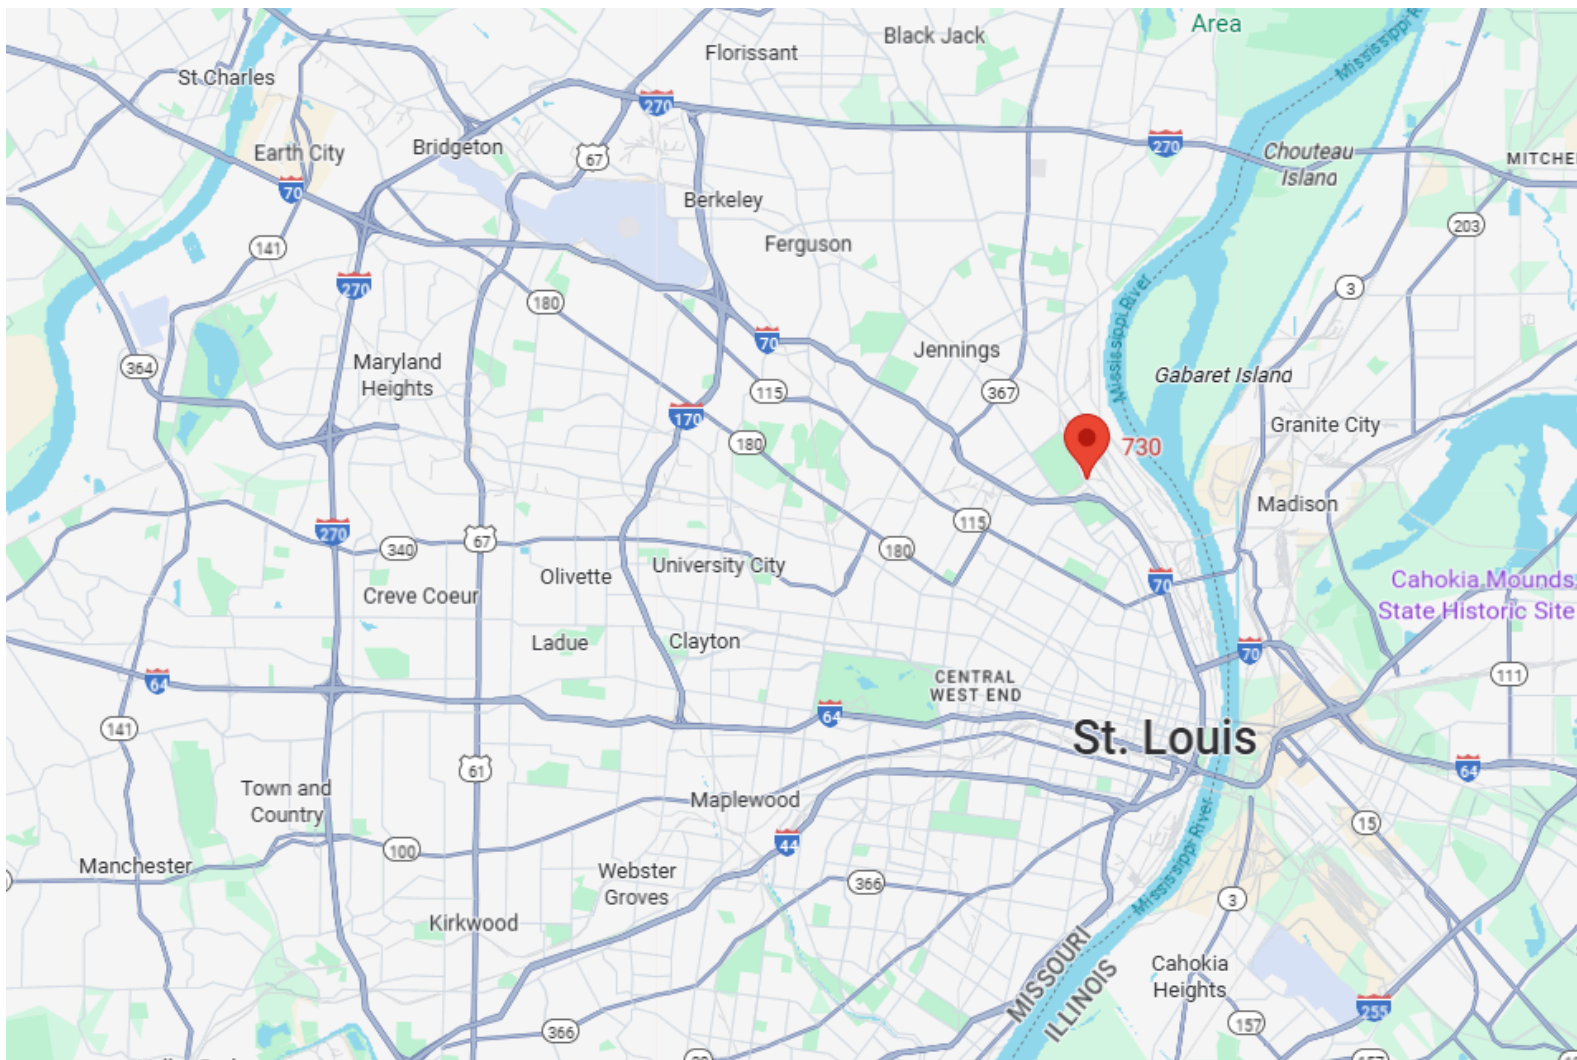 Area
Black Jack
Florissant
Mississippi R
St Charles
270
270
Bridgeton
67
Earth City
Chouteau
Island
MITCHE
70
Berkeley
203
Ferguson
141
270
3
180
Mississippi River
70
Jennings
364
Maryland
Heights
Gabaret Island
115
367
170
Granite City
180
730
Madison
115
270
67
340
180
University City
Olivette
70
Cahokia Mounds
State Historic Site
Creve Coeur
Ladue
Clayton
70
64
CENTRAL
WEST END
111
141
64
St. Louis
61
64
Town and
Country
Maplewood
15
44
100
Mississippi River
Manchester
Webster
Groves
366
3
Kirkwood
MISSOURI
ILLINOIS
Cahokia
Heights
255
366
157